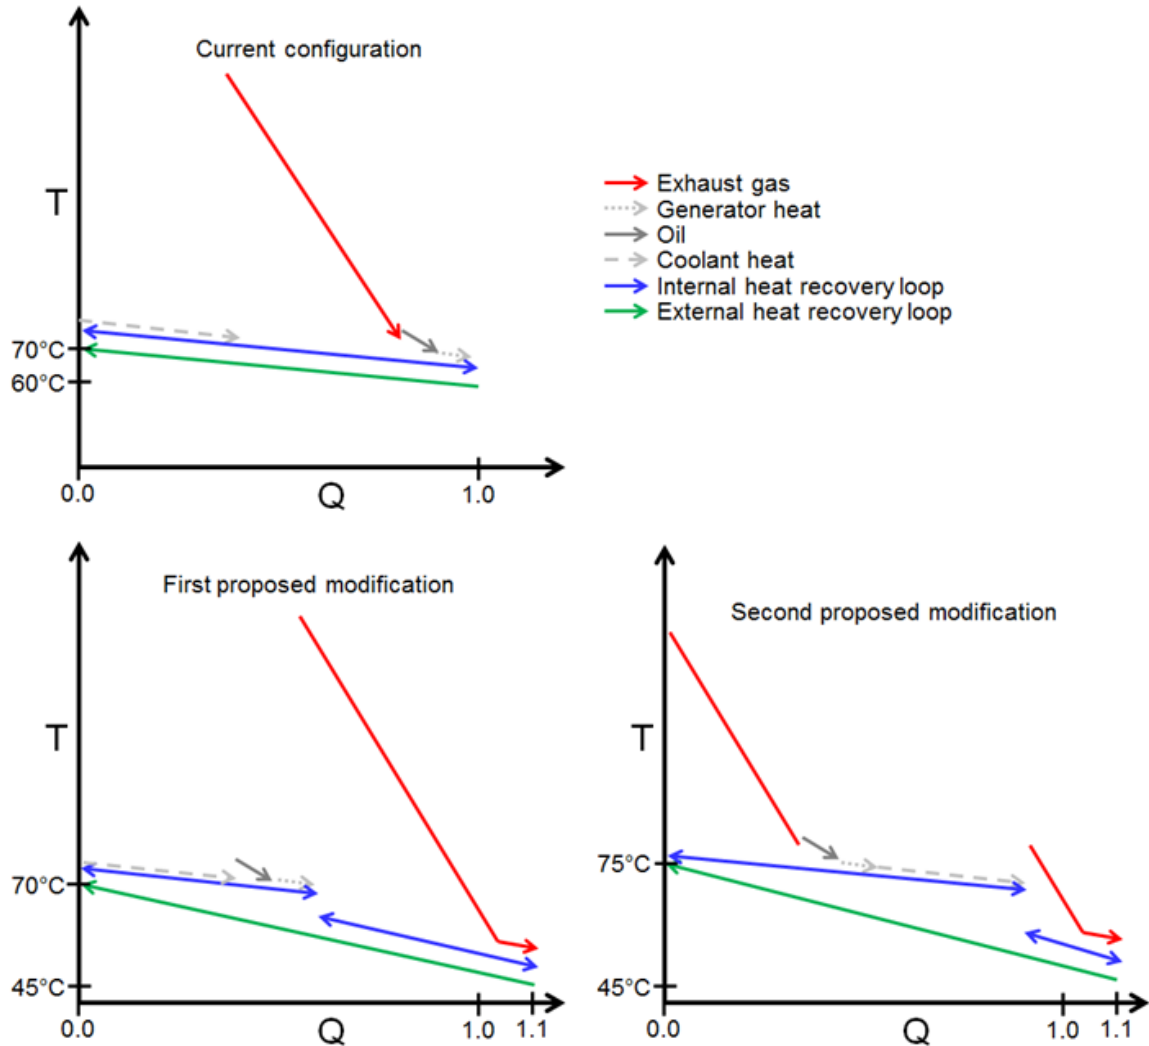 Current configuration
T
70°C
60°C
0.0
Q
1.0
Exhaust gas
Generator heat
Oil
Coolant heat
Internal heat recovery loop
External heat recovery loop
First proposed modification
T
70°C
45°C
0.0
Q
1.0
1.1
Second proposed modification
T
75°C
45°C
0.0
Q
1.0
1.1